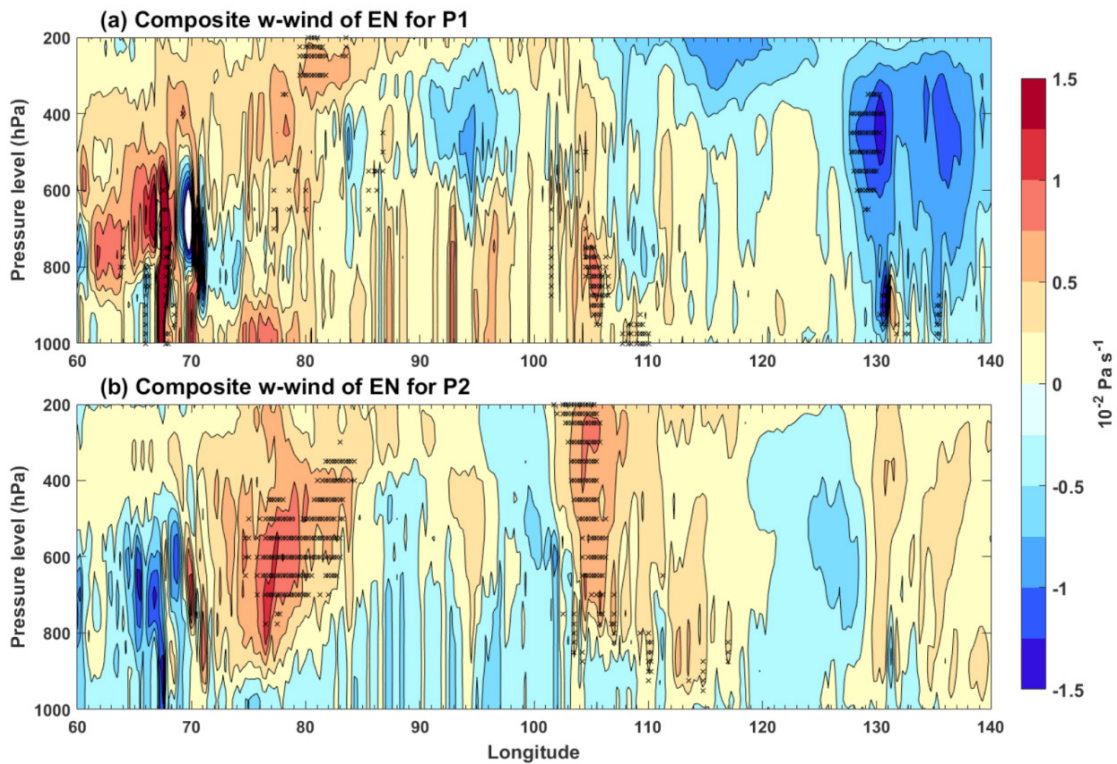 (a) Composite w-wind of EN for P1
Pressure level (hPa)
200
400
600
800
1000
60 70 80 90 100 110 120 130 140
(b) Composite w-wind of EN for P2
Pressure level (hPa)
200
400
600
800
1000
60 70 80 90 100 110 120 130 140
Longitude
1.5
1
0.5
0
-0.5
-1
-1.5
10⁻² Pa s⁻¹